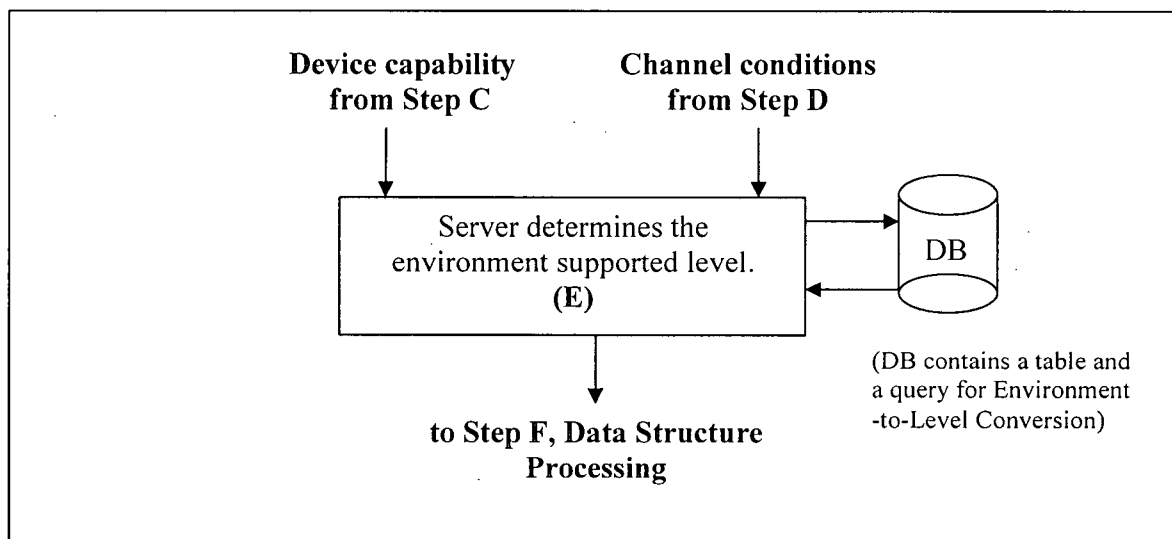 Device capability
from Step C
Channel conditions
from Step D
Server determines the
environment supported level.
(E)
DB
(DB contains a table and
a query for Environment
-to-Level Conversion)
to Step F, Data Structure
Processing